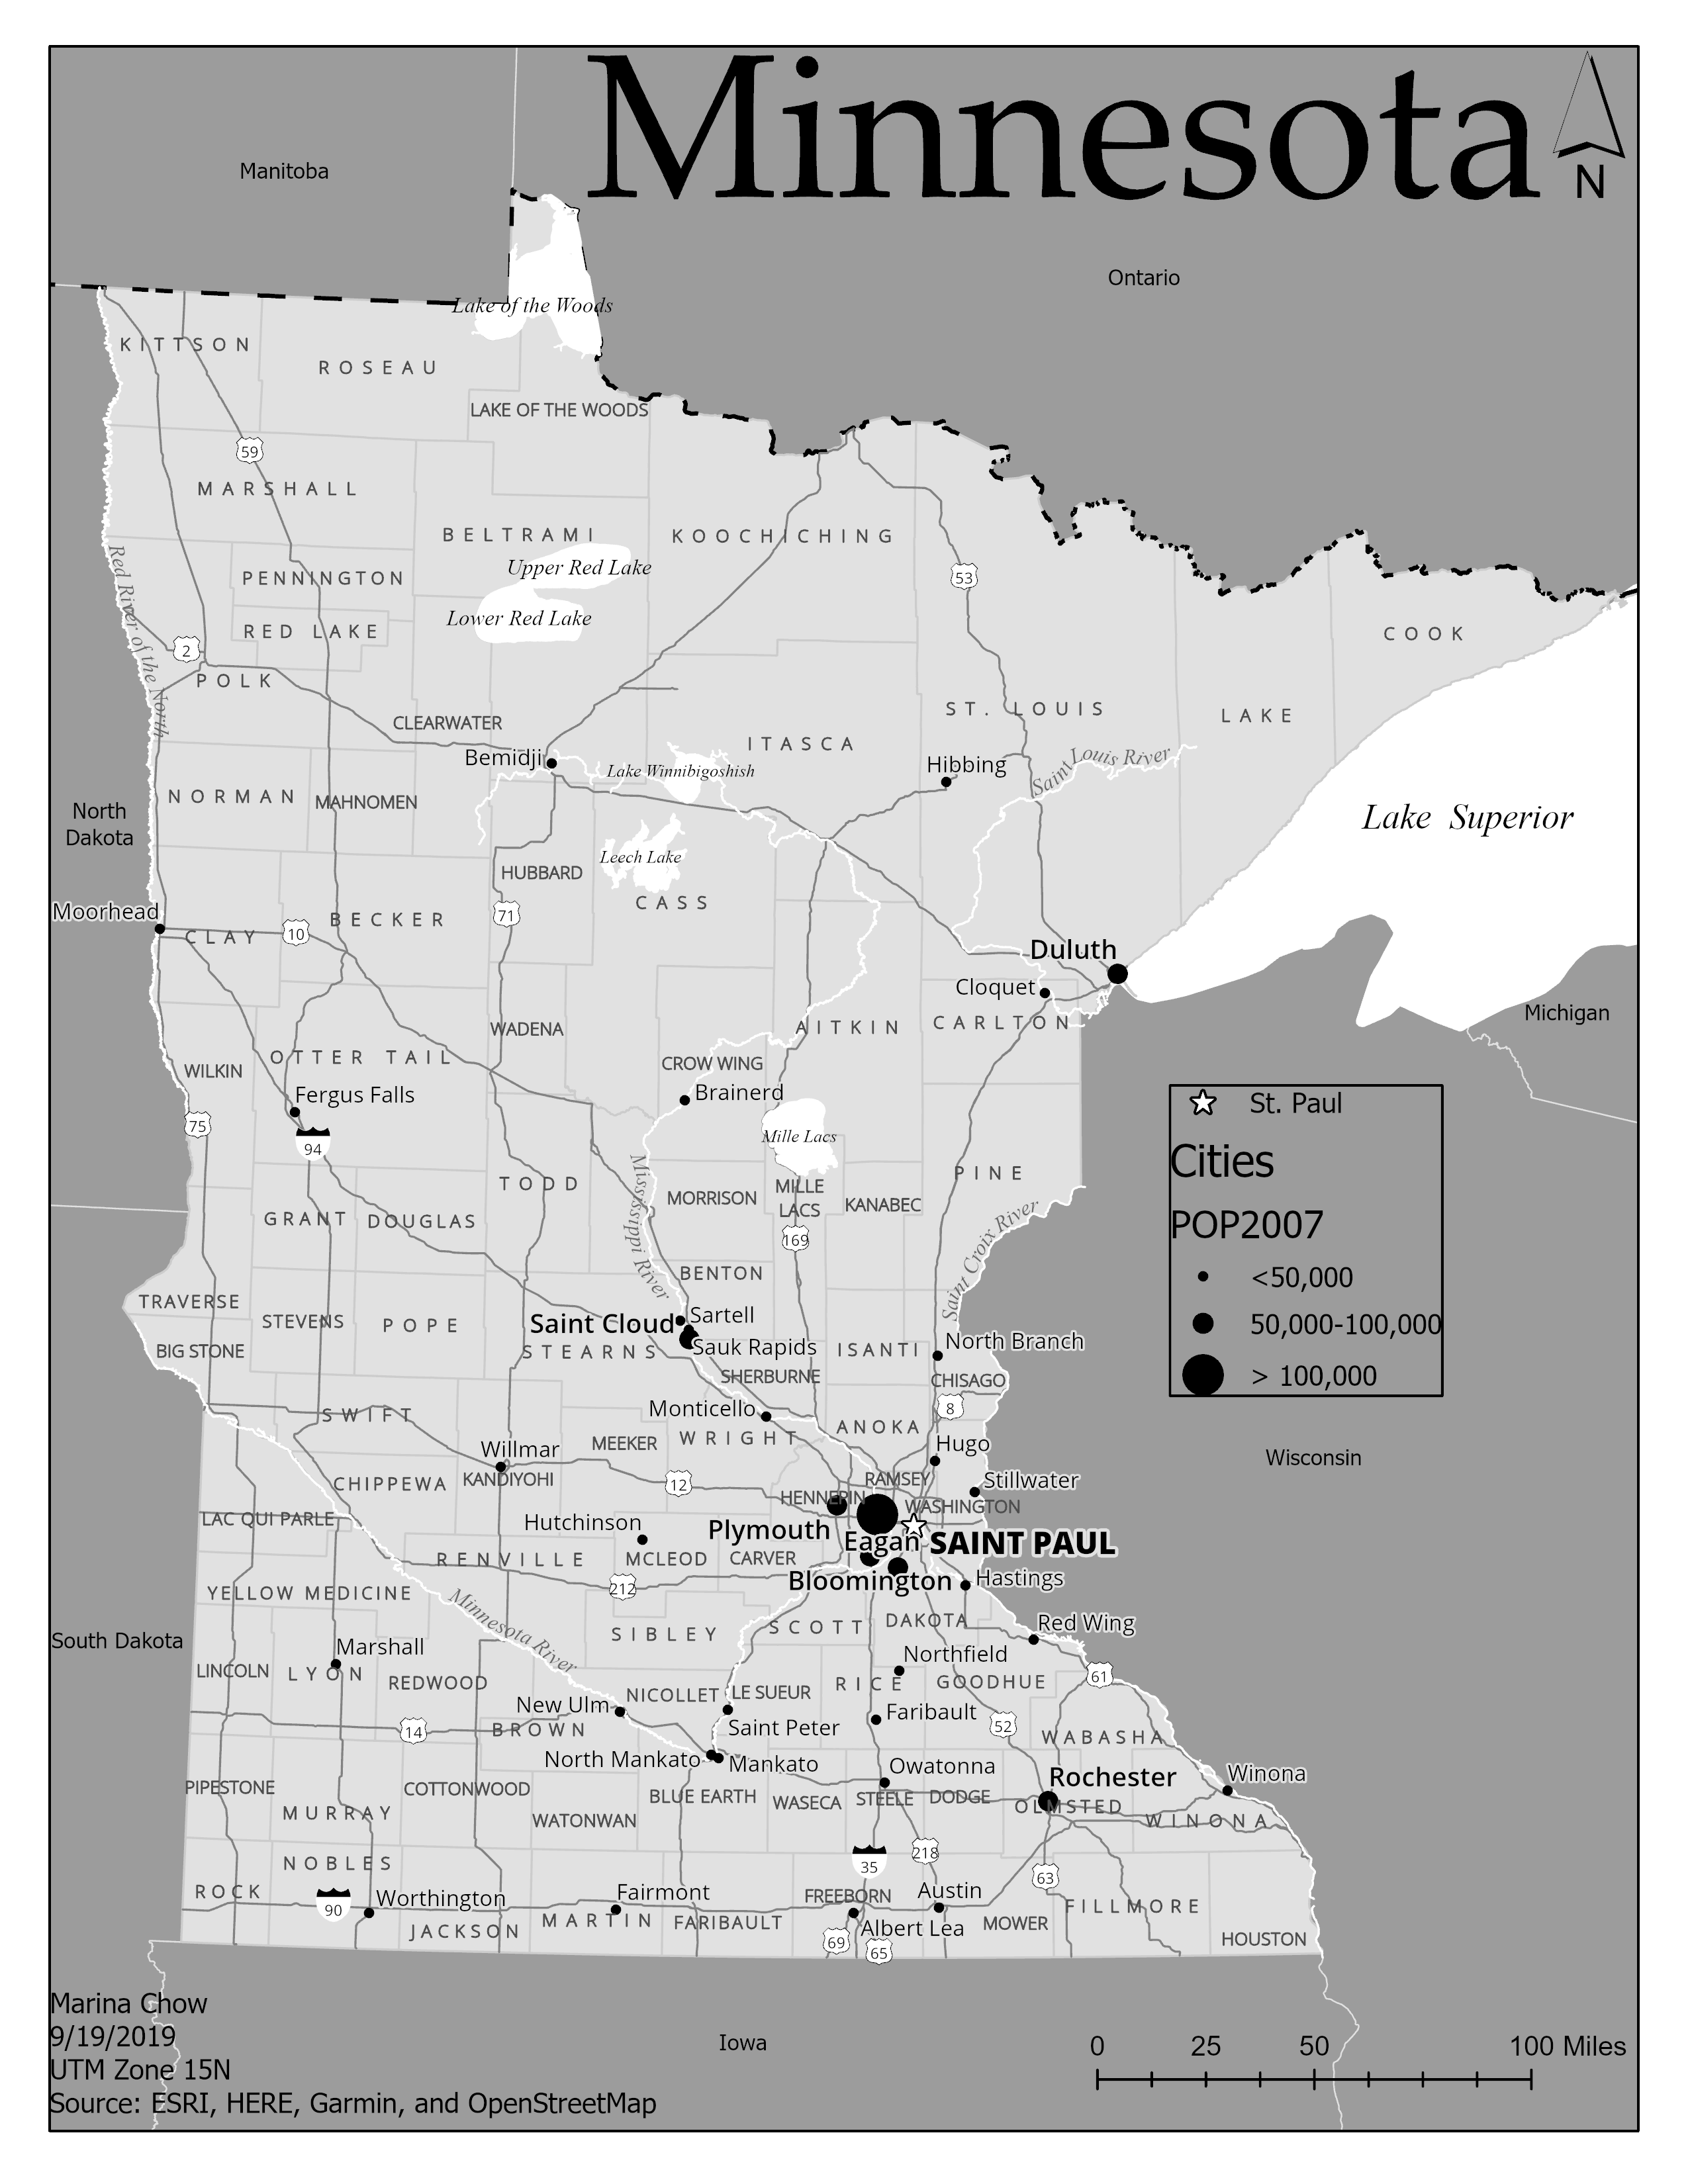 Minnesota
N
Manitoba
Ontario
Lake of the Woods
KITTSON
ROSEAU
LAKE OF THE WOODS
59
MARSHALL
BELTRAMI
KOOCHICHING
Upper Red Lake
53
PENNINGTON
Lower Red Lake
RED LAKE
COOK
Red River of the North
2
POLK
CLEARWATER
ST. LOUIS
LAKE
ITASCA
Bemidji
Hibbing
Saint Louis River
Lake Winnibigoshish
NORMAN
MAHNOMEN
North
Dakota
Lake Superior
Leech Lake
HUBBARD
CASS
Moorhead
71
BECKER
10
CLAY
Duluth
Cloquet
Michigan
AITKIN
CARLTON
WADENA
OTTER TAIL
CROW WING
WILKIN
Fergus Falls
Brainerd
St. Paul
75
Mille Lacs
94
Cities
TODD
Mississippi River
MORRISON
MILLE
LACS
KANABEC
PINE
GRANT
DOUGLAS
169
POP2007
Saint Croix River
BENTON
<50,000
TRAVERSE
STEVENS
POPE
Saint Cloud
Sartell
50,000-100,000
BIG STONE
STEARNS
Sauk Rapids
ISANTI
North Branch
SHERBURNE
CHISAGO
> 100,000
SWIFT
Monticello
8
ANOKA
WRIGHT
MEEKER
Willmar
Hugo
Wisconsin
CHIPPEWA
KANDIYOHI
12
RAMSEY
Stillwater
HENNEPIN
WASHINGTON
LAC QUI PARLE
Hutchinson
Plymouth
Eagan
SAINT PAUL
RENVILLE
MCLEOD
CARVER
212
Bloomington
Hastings
YELLOW MEDICINE
Minnesota River
SIBLEY
SCOTT
DAKOTA
Red Wing
South Dakota
Marshall
Northfield
LINCOLN
LYON
REDWOOD
RICE
GOODHUE
61
New Ulm
NICOLLET
LE SUEUR
Faribault
14
BROWN
Saint Peter
52
WABASHA
North Mankato
Mankato
Owatonna
Rochester
Winona
PIPESTONE
COTTONWOOD
BLUE EARTH
WASECA
STEELE
DODGE
OLMSTED
MURRAY
WATONWAN
WINONA
NOBLES
35
218
63
ROCK
90
Worthington
Fairmont
FREEBORN
Austin
FILLMORE
JACKSON
MARTIN
FARIBAULT
Albert Lea
MOWER
69
65
HOUSTON
Marina Chow
9/19/2019
UTM Zone 15N
Source: ESRI, HERE, Garmin, and OpenStreetMap
Iowa
0 25 50 100 Miles